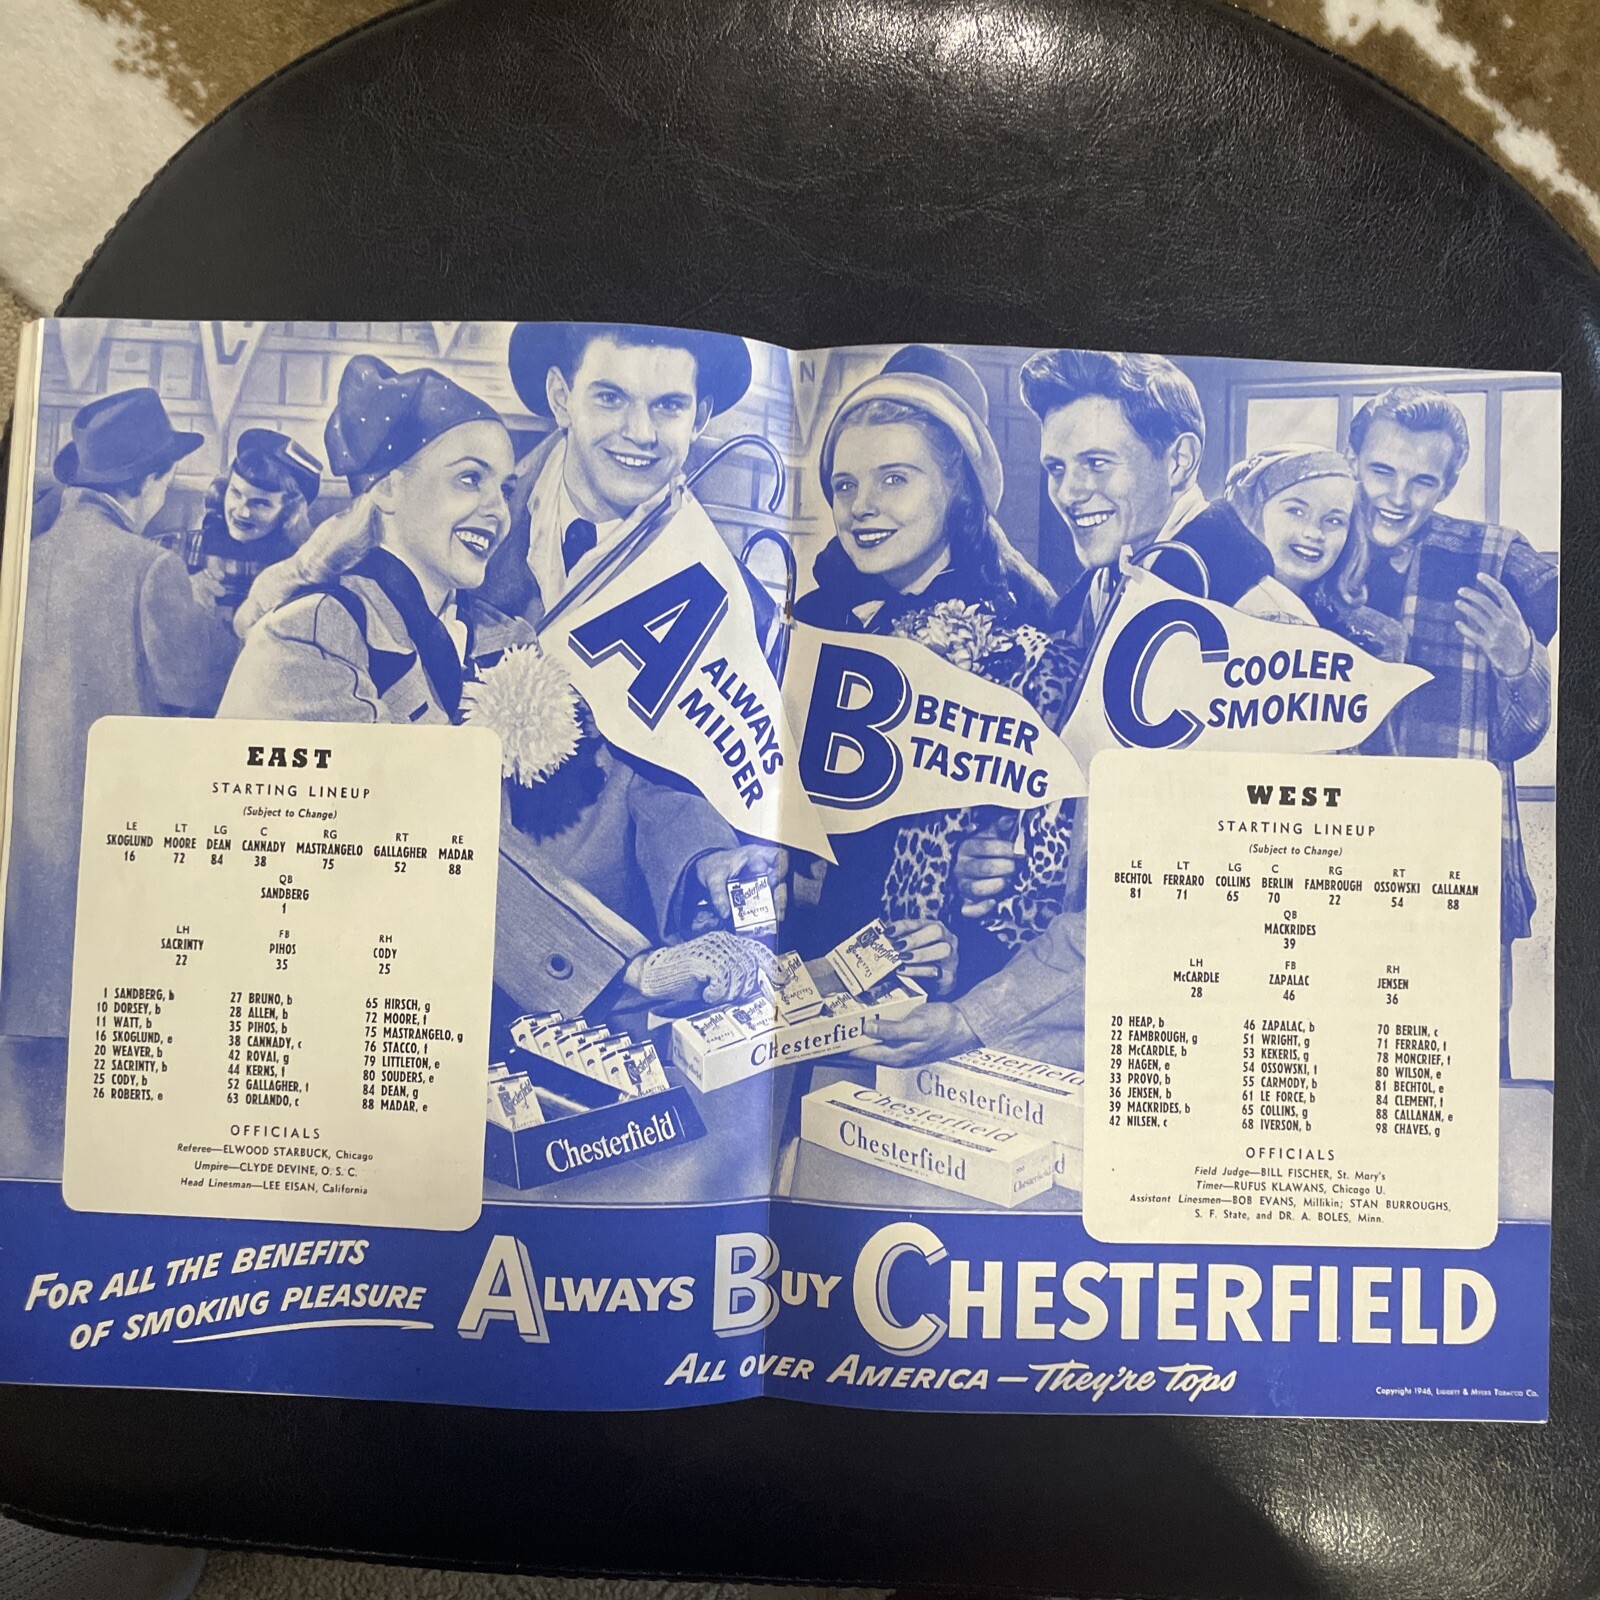 A ALWAYS
MILDER
B BETTER
TASTING
C COOLER
SMOKING
N
EAST
STARTING LINEUP
(Subject to Change)
LE LT LG C RG RT RE
SKOGLUND MOORE DEAN CANNADY MASTRANGELO GALLAGHER MADAR
16 72 84 38 75 52 88
QB
SANDBERG
1
LH FB RH
SACRINTY PIHOS CODY
22 35 25
1 SANDBERG, b
10 DORSEY, b
11 WATT, b
16 SKOGLUND, e
20 WEAVER, b
22 SACRINTY, b
25 CODY, b
26 ROBERTS, e
27 BRUNO, b
28 ALLEN, b
35 PIHOS, b
38 CANNADY, c
42 ROVAI, g
44 KERNS, t
52 GALLAGHER, t
63 ORLANDO, c
65 HIRSCH, g
72 MOORE, t
75 MASTRANGELO, g
76 STACCO, t
79 LITTLETON, e
80 SOUDERS, e
84 DEAN, g
88 MADAR, e
OFFICIALS
Referee—ELWOOD STARBUCK, Chicago
Umpire—CLYDE DEVINE, O. S. C.
Head Linesman—LEE EISAN, California
WEST
STARTING LINEUP
(Subject to Change)
LE LT LG C RG RT RE
BECHTOL FERRARO COLLINS BERLIN FAMBROUGH OSSOWSKI CALLANAN
81 71 65 70 22 54 88
QB
MACKRIDES
39
LH FB RH
McCARDLE ZAPALAC JENSEN
28 46 36
20 HEAP, b
22 FAMBROUGH, g
28 McCARDLE, b
29 HAGEN, e
33 PROVO, b
36 JENSEN, b
39 MACKRIDES, b
42 NILSEN, c
46 ZAPALAC, b
51 WRIGHT, g
53 KEKERIS, g
54 OSSOWSKI, t
55 CARMODY, b
61 LE FORCE, b
65 COLLINS, g
68 IVERSON, b
70 BERLIN, c
71 FERRARO, t
78 MONCRIEF, t
80 WILSON, e
81 BECHTOL, e
84 CLEMENT, t
88 CALLANAN, e
98 CHAVES, g
OFFICIALS
Field Judge—BILL FISCHER, St. Mary's
Timer—RUFUS KLAWANS, Chicago U.
Assistant Linesmen—BOB EVANS, Millikin; STAN BURROUGHS,
S. F. State, and DR. A. BOLES, Minn.
Chesterfield
Chesterfield
Chesterfield
Chesterfield
Chesterfield
Chesterfield
Chesterfield
Chesterfield
FOR ALL THE BENEFITS
OF SMOKING PLEASURE
ALWAYS BUY CHESTERFIELD
ALL OVER AMERICA—They're Tops
Copyright 1946, LIGGETT & MYERS TOBACCO CO.